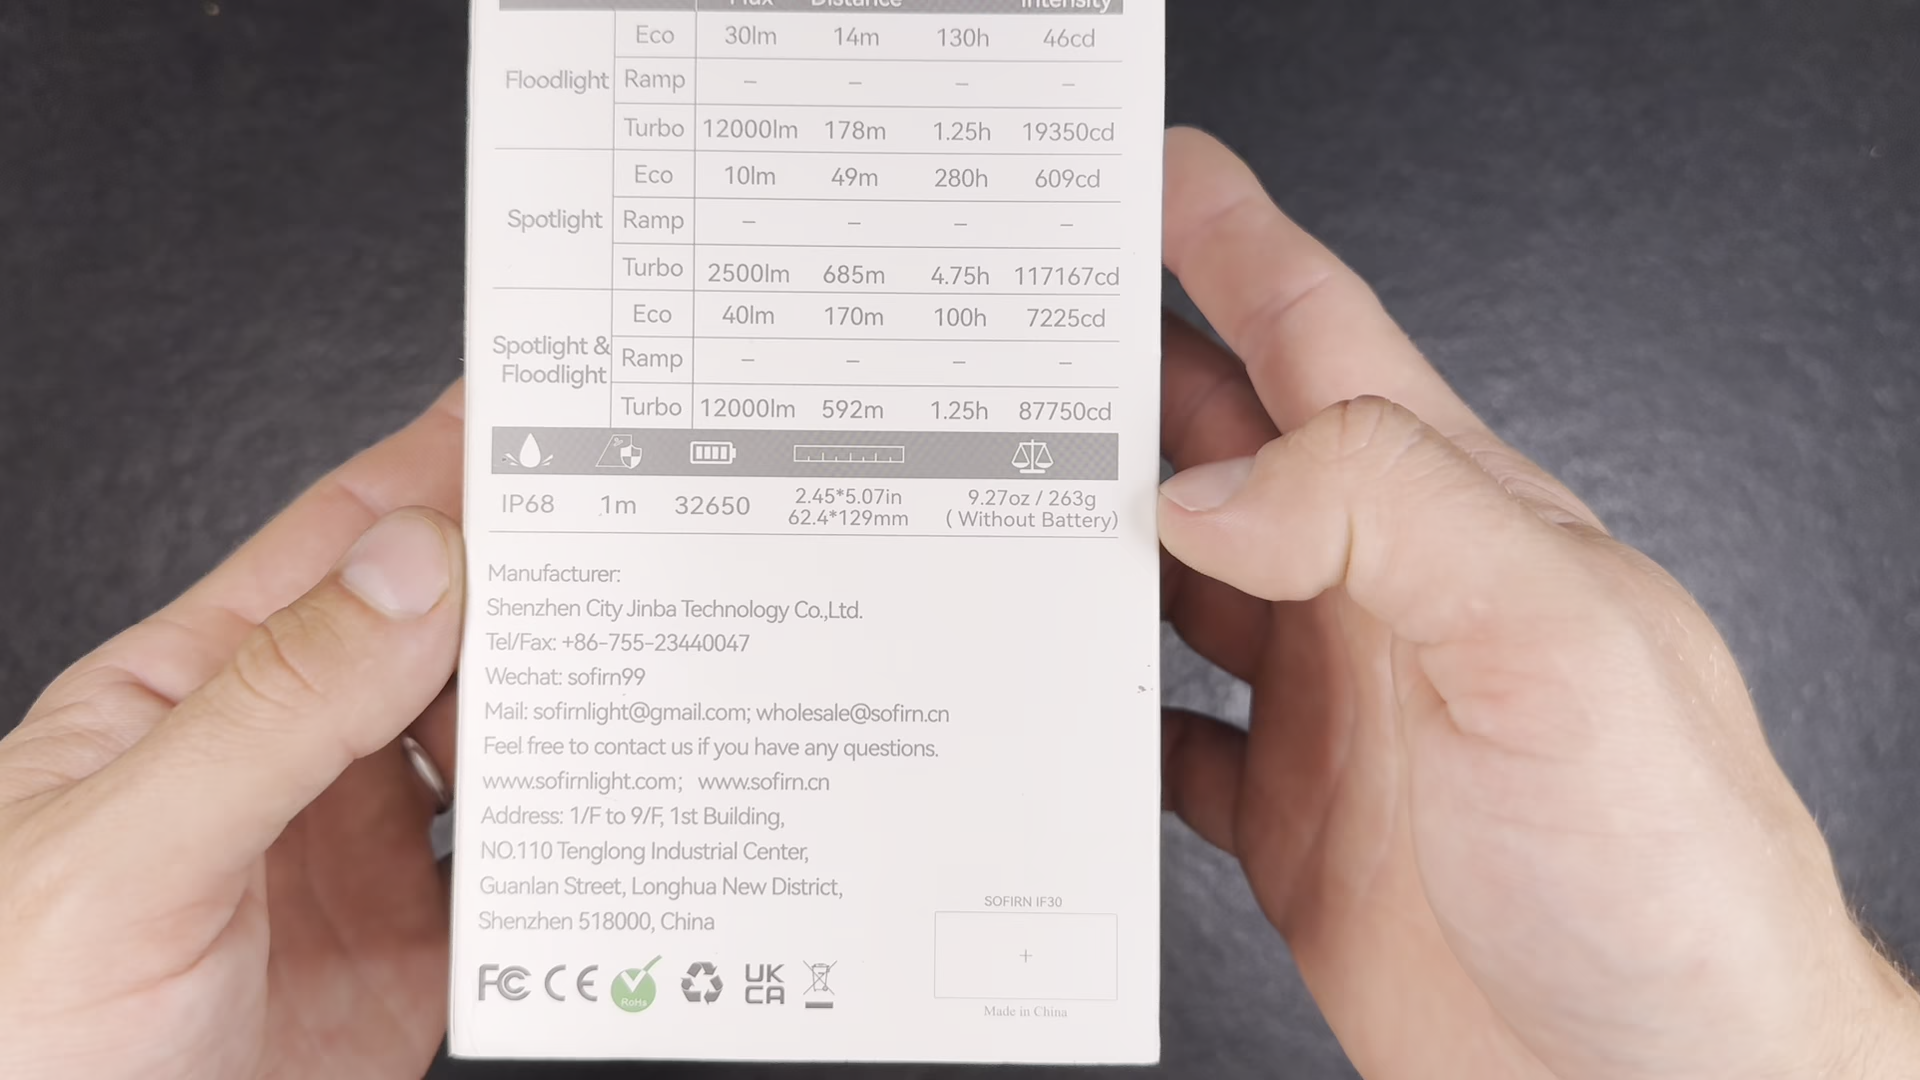 Flux Distance Intensity
Eco 30lm 14m 130h 46cd
Floodlight Ramp – – – –
Turbo 12000lm 178m 1.25h 19350cd
Eco 10lm 49m 280h 609cd
Spotlight Ramp – – – –
Turbo 2500lm 685m 4.75h 117167cd
Eco 40lm 170m 100h 7225cd
Spotlight &
Floodlight Ramp – – – –
Turbo 12000lm 592m 1.25h 87750cd
IP68 1m 32650 2.45*5.07in 9.27oz / 263g
62.4*129mm ( Without Battery)
Manufacturer:
Shenzhen City Jinba Technology Co.,Ltd.
Tel/Fax: +86-755-23440047
Wechat: sofirn99
Mail: sofirnlight@gmail.com; wholesale@sofirn.cn
Feel free to contact us if you have any questions.
www.sofirnlight.com; www.sofirn.cn
Address: 1/F to 9/F, 1st Building,
NO.110 Tenglong Industrial Center,
Guanlan Street, Longhua New District,
Shenzhen 518000, China
SOFIRN IF30
+
Made in China
FC CE RoHS UK
CA